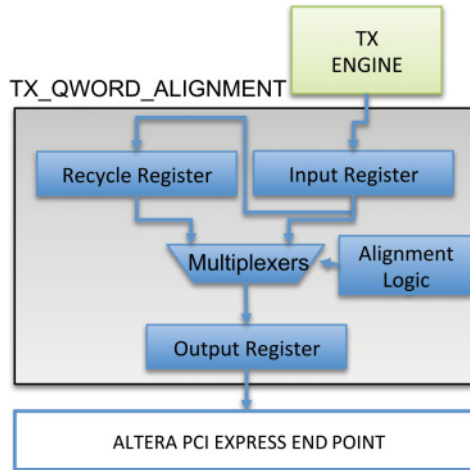 TX
ENGINE
TX_QWORD_ALIGNMENT
Recycle Register
Input Register
Multiplexers
Alignment
Logic
Output Register
ALTERA PCI EXPRESS END POINT